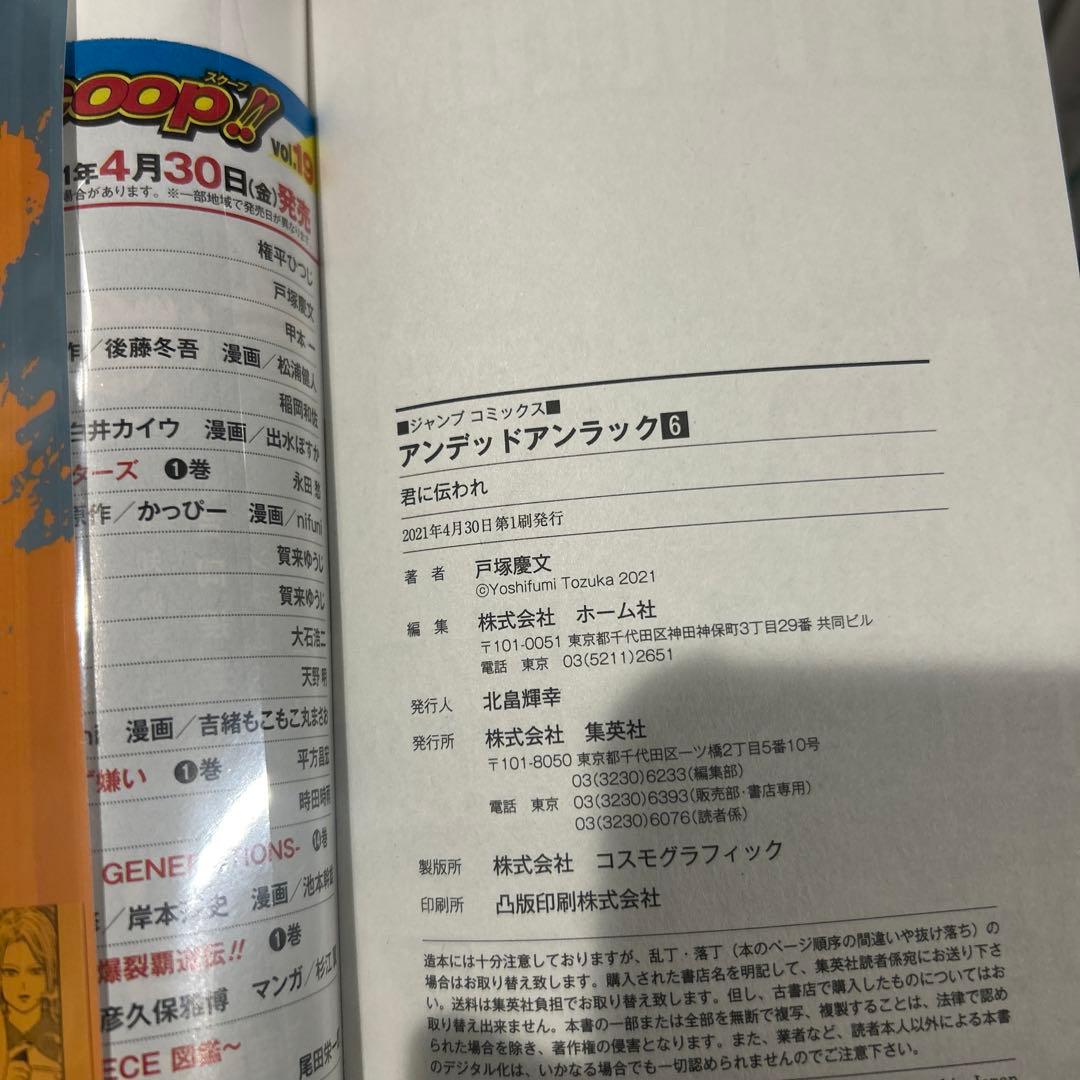 coop!!
スクープ
vol.19
1年4月30日(金)発売
場合があります。※一部地域で発売日が異なります
権平ひつじ
戸塚慶文
甲本 一
作／後藤冬吾 漫画／松浦健人
稲岡和佐
白井カイウ 漫画／出水ぽすか
ターズ ❶巻
永田 
原作／かっぴー 漫画／nifuni
賀来ゆうじ
賀来ゆうじ
大石浩二
天野 明
漫画／吉緒もこもこ丸まさお
平方昌宏
ず嫌い ❶巻
時田時雨
GENERATIONS- ⓮巻
／岸本斉史 漫画／池本幹雄
爆裂覇道伝!! ❶巻
彦久保雅博 マンガ／杉江
ECE 図鑑～
尾田栄一
■ジャンプ コミックス■
アンデッドアンラック6
君に伝われ
2021年4月30日第1刷発行
著 者 戸塚慶文
©Yoshifumi Tozuka 2021
編 集 株式会社 ホーム社
〒101-0051 東京都千代田区神田神保町3丁目29番 共同ビル
電話 東京 03(5211)2651
発行人 北畠輝幸
発行所 株式会社 集英社
〒101-8050 東京都千代田区一ツ橋2丁目5番10号
03(3230)6233(編集部)
電話 東京 03(3230)6393(販売部・書店専用)
03(3230)6076(読者係)
製版所 株式会社 コスモグラフィック
印刷所 凸版印刷株式会社
造本には十分注意しておりますが、乱丁・落丁（本のページ順序の間違いや抜け落ち）の
場合はお取り替え致します。購入された書店名を明記して、集英社読者係宛にお送り下さ
い。送料は集英社負担でお取り替え致します。但し、古書店で購入したものについてはお
取り替え出来ません。本書の一部または全部を無断で複写、複製することは、法律で認め
られた場合を除き、著作権の侵害となります。また、業者など、読者本人以外による本書
のデジタル化は、いかなる場合でも一切認められませんのでご注意下さい。